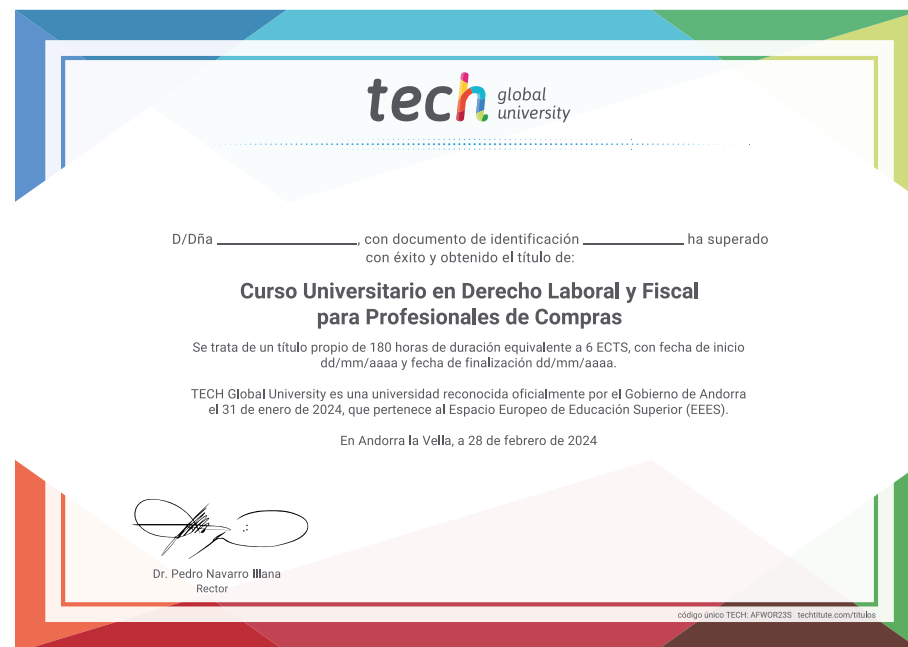 tech global university
D/Dña ____________________, con documento de identificación ______________ ha superado
con éxito y obtenido el título de:
Curso Universitario en Derecho Laboral y Fiscal
para Profesionales de Compras
Se trata de un título propio de 180 horas de duración equivalente a 6 ECTS, con fecha de inicio
dd/mm/aaaa y fecha de finalización dd/mm/aaaa.
TECH Global University es una universidad reconocida oficialmente por el Gobierno de Andorra
el 31 de enero de 2024, que pertenece al Espacio Europeo de Educación Superior (EEES).
En Andorra la Vella, a 28 de febrero de 2024
Dr. Pedro Navarro Illana
Rector
código único TECH: AFWOR23S techtitute.com/titulos